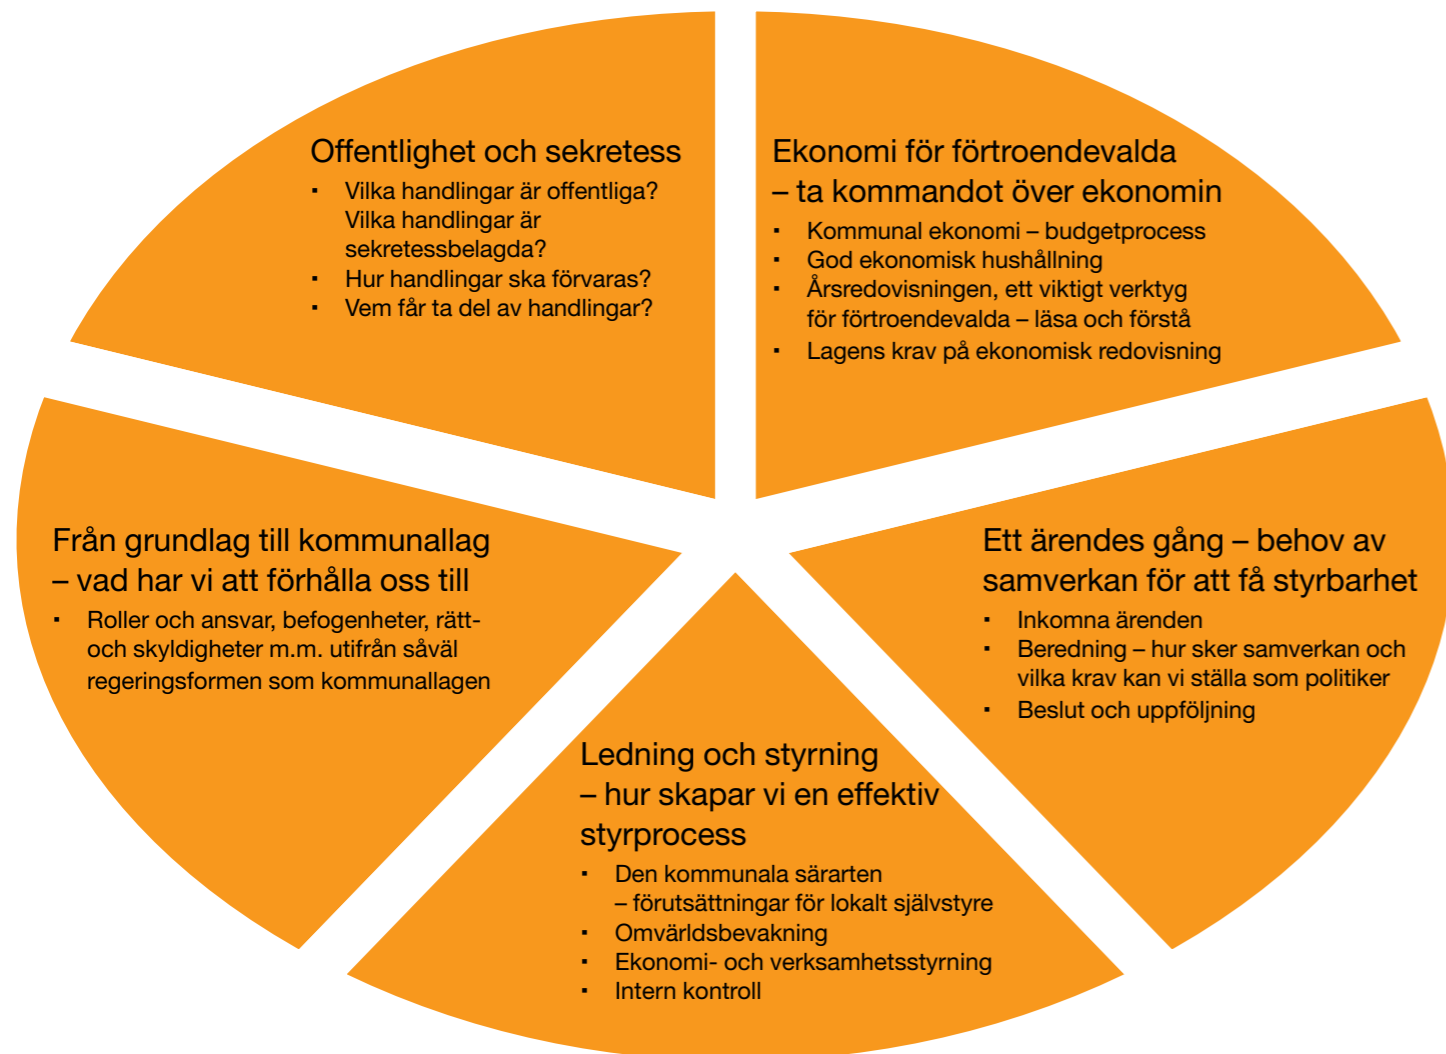 Offentlighet och sekretess
▪ Vilka handlingar är offentliga?
Vilka handlingar är
sekretessbelagda?
▪ Hur handlingar ska förvaras?
▪ Vem får ta del av handlingar?
Ekonomi för förtroendevalda
– ta kommandot över ekonomin
▪ Kommunal ekonomi – budgetprocess
▪ God ekonomisk hushållning
▪ Årsredovisningen, ett viktigt verktyg
för förtroendevalda – läsa och förstå
▪ Lagens krav på ekonomisk redovisning
Från grundlag till kommunallag
– vad har vi att förhålla oss till
▪ Roller och ansvar, befogenheter, rätt-
och skyldigheter m.m. utifrån såväl
regeringsformen som kommunallagen
Ett ärendes gång – behov av
samverkan för att få styrbarhet
▪ Inkomna ärenden
▪ Beredning – hur sker samverkan och
vilka krav kan vi ställa som politiker
▪ Beslut och uppföljning
Ledning och styrning
– hur skapar vi en effektiv
styrprocess
▪ Den kommunala särarten
– förutsättningar för lokalt självstyre
▪ Omvärldsbevakning
▪ Ekonomi- och verksamhetsstyrning
▪ Intern kontroll